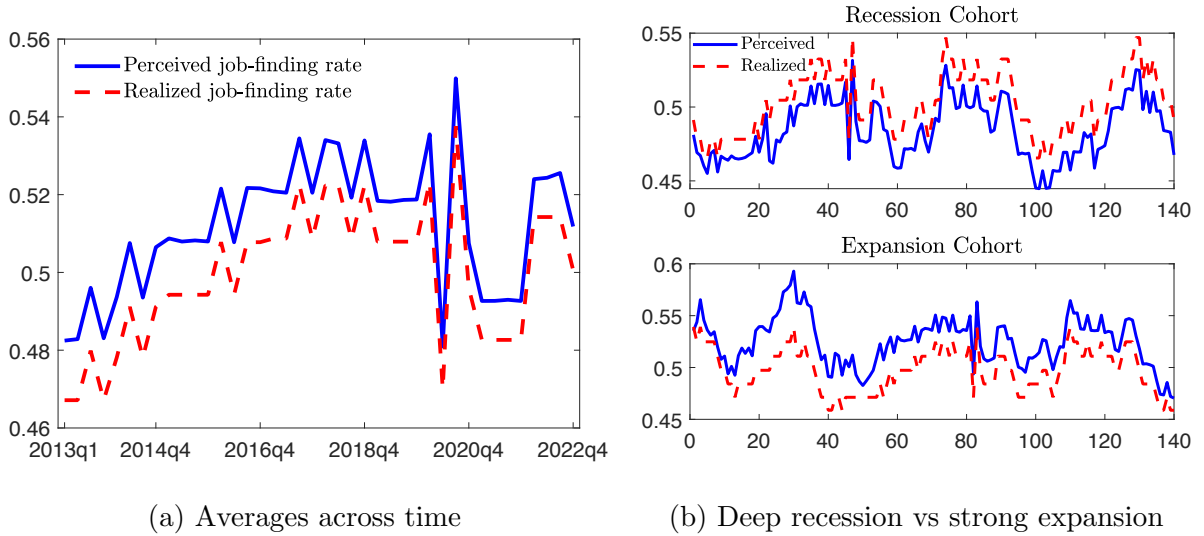 0.56
0.54
0.52
0.5
0.48
0.46
Perceived job-finding rate
Realized job-finding rate
2013q1 2014q4 2016q4 2018q4 2020q4 2022q4
(a) Averages across time
Recession Cohort
0.55
0.5
0.45
Perceived
Realized
0 20 40 60 80 100 120 140
Expansion Cohort
0.6
0.55
0.5
0.45
0 20 40 60 80 100 120 140
(b) Deep recession vs strong expansion